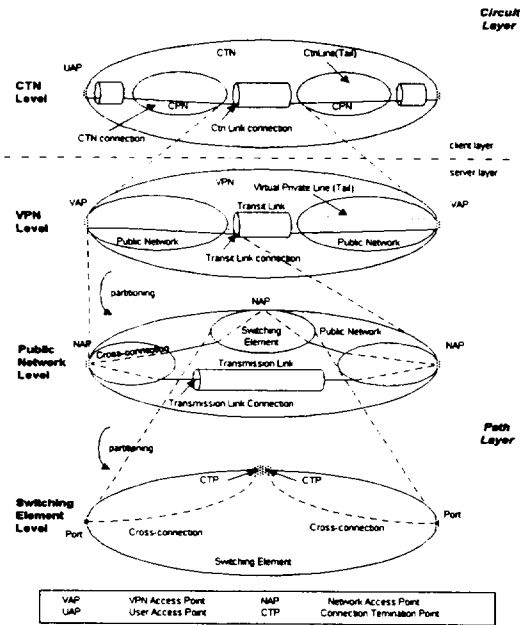 Circuit
Layer
CTN
CtnLine(Tail)
UAP
CTN
Level
CPN
CPN
CTN connection
Ctn Link connection
client layer
server layer
VPN
Virtual Private Line (Tail)
VAP
VAP
Transit Link
VPN
Level
Public Network
Public Network
Transit Link connection
partitioning
NAP
Switching
Element
Public Network
NAP
NAP
Cross-connection
Public
Network
Level
Transmission Link
Transmission Link Connection
Path
Layer
partitioning
CTP
CTP
Switching
Element
Level
Port
Port
Cross-connection
Cross-connection
Switching Element
VAP VPN Access Point NAP Network Access Point
UAP User Access Point CTP Connection Termination Point